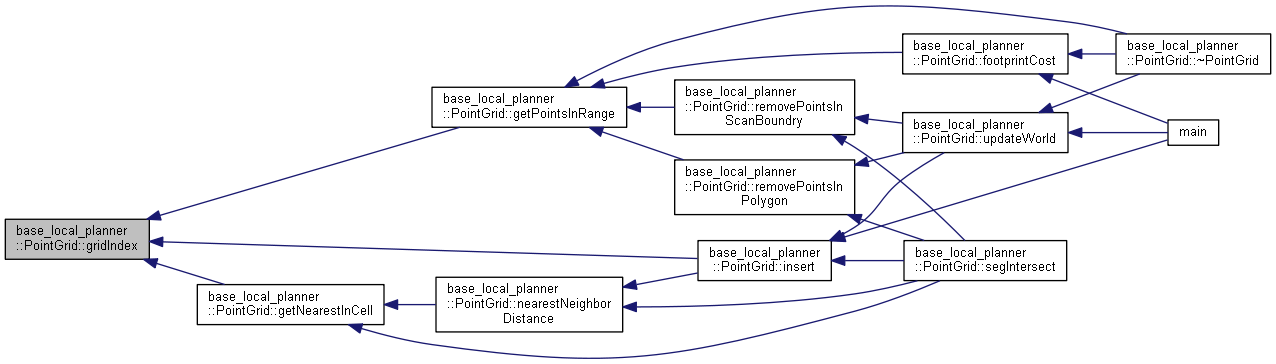 base_local_planner
::PointGrid::gridIndex
base_local_planner
::PointGrid::getPointsInRange
base_local_planner
::PointGrid::getNearestInCell
base_local_planner
::PointGrid::nearestNeighbor
Distance
base_local_planner
::PointGrid::removePointsIn
ScanBoundry
base_local_planner
::PointGrid::removePointsIn
Polygon
base_local_planner
::PointGrid::insert
base_local_planner
::PointGrid::footprintCost
base_local_planner
::PointGrid::updateWorld
base_local_planner
::PointGrid::segIntersect
base_local_planner
::PointGrid::~PointGrid
main